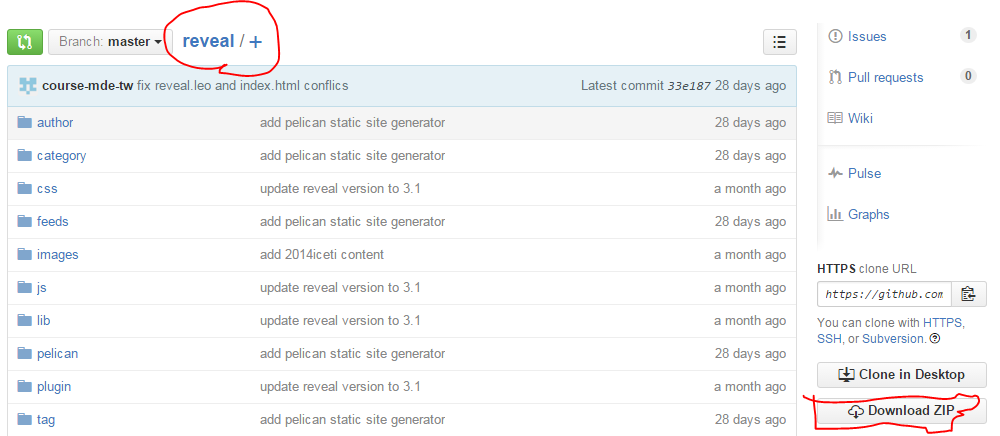 Branch: master reveal / +
course-mde-tw fix reveal.leo and index.html conflics Latest commit 33e187 28 days ago
author add pelican static site generator 28 days ago
category add pelican static site generator 28 days ago
css update reveal version to 3.1 a month ago
feeds add pelican static site generator 28 days ago
images add 2014iceti content a month ago
js update reveal version to 3.1 a month ago
lib update reveal version to 3.1 a month ago
pelican add pelican static site generator 28 days ago
plugin update reveal version to 3.1 a month ago
tag add pelican static site generator 28 days ago
Issues 1
Pull requests 0
Wiki
Pulse
Graphs
HTTPS clone URL
https://github.com
You can clone with HTTPS,
SSH, or Subversion. ?
Clone in Desktop
Download ZIP